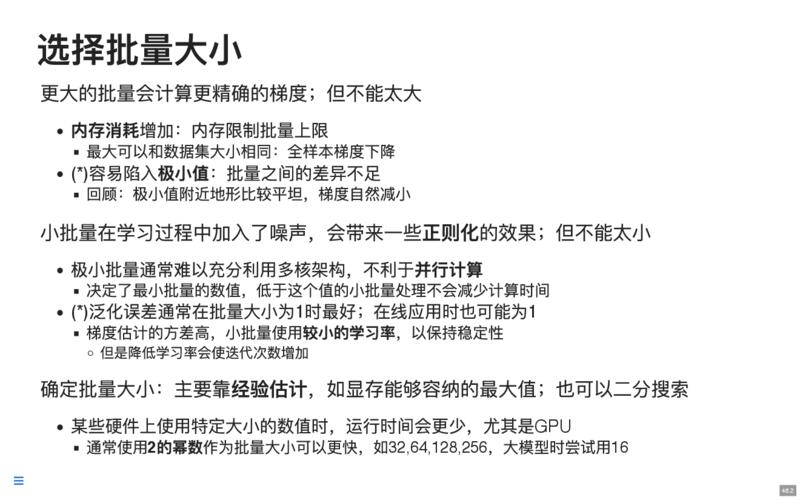 选择批量大小
更大的批量会计算更精确的梯度；但不能太大
• 内存消耗增加：内存限制批量上限
▪ 最大可以和数据集大小相同：全样本梯度下降
• (*)容易陷入极小值：批量之间的差异不足
▪ 回顾：极小值附近地形比较平坦，梯度自然减小
小批量在学习过程中加入了噪声，会带来一些正则化的效果；但不能太小
• 极小批量通常难以充分利用多核架构，不利于并行计算
▪ 决定了最小批量的数值，低于这个值的小批量处理不会减少计算时间
• (*)泛化误差通常在批量大小为1时最好；在线应用时也可能为1
▪ 梯度估计的方差高，小批量使用较小的学习率，以保持稳定性
○ 但是降低学习率会使迭代次数增加
确定批量大小：主要靠经验估计，如显存能够容纳的最大值；也可以二分搜索
• 某些硬件上使用特定大小的数值时，运行时间会更少，尤其是GPU
▪ 通常使用2的幂数作为批量大小可以更快，如32,64,128,256，大模型时尝试用16
48.2